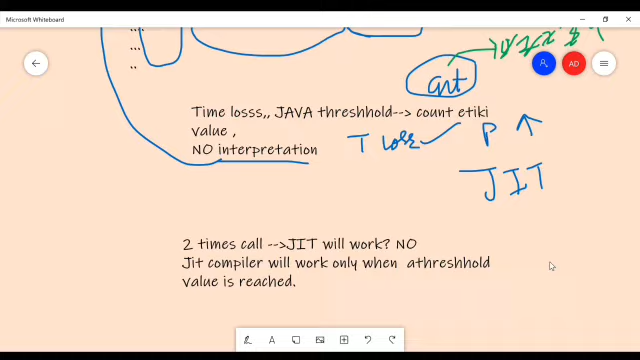 Microsoft Whiteboard
AD
Time losss,, JAVA threshhold--> count etiki
value ,
NO interpretation
T loss
P
JIT
2 times call -->JIT will work? NO
Jit compiler will work only when athreshhold
value is reached.